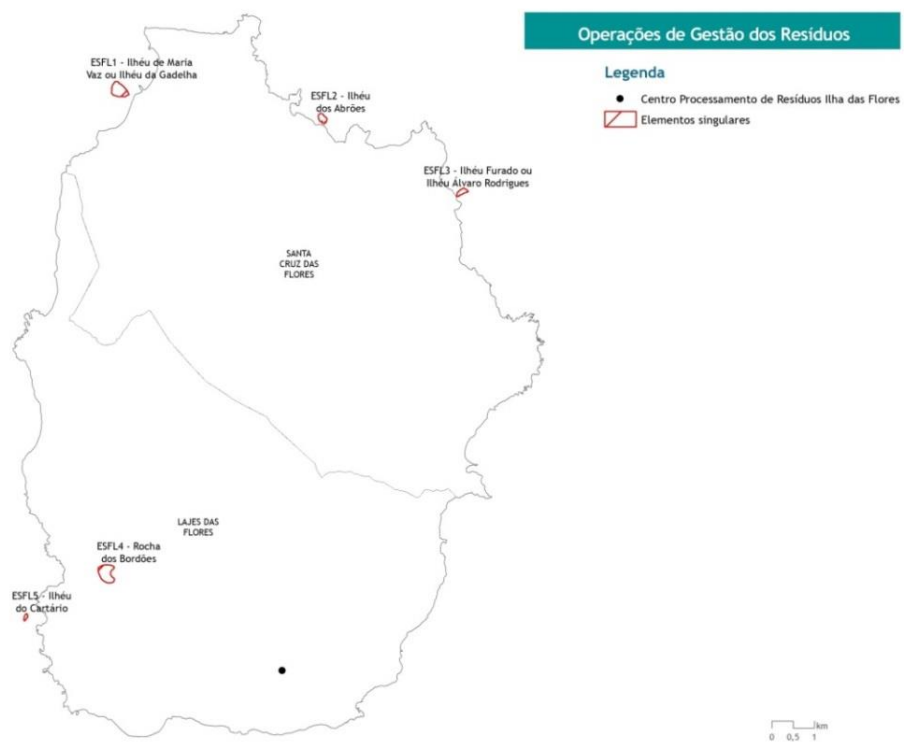 Operações de Gestão dos Resíduos
Legenda
Centro Processamento de Resíduos Ilha das Flores
Elementos singulares
ESFL1 - Ilhéu de Maria
Vaz ou Ilhéu da Gadelha
ESFL2 - Ilhéu
dos Abrões
ESFL3 - Ilhéu Furado ou
Ilhéu Álvaro Rodrigues
SANTA
CRUZ DAS
FLORES
LAJES DAS
FLORES
ESFL4 - Rocha
dos Bordões
ESFL5 - Ilhéu
do Cartário
km
0 0,5 1